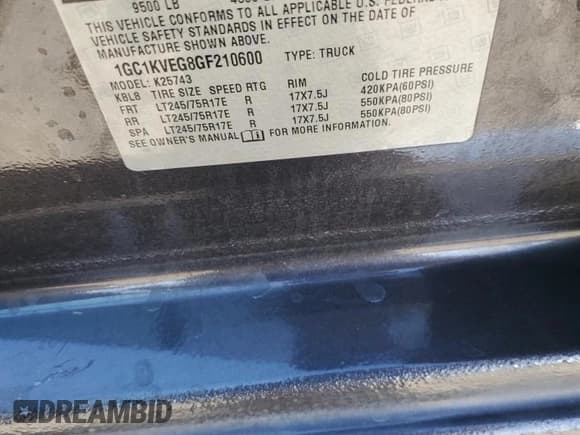 9500 LB
THIS VEHICLE CONFORMS TO ALL APPLICABLE U.S. FEDERAL
VEHICLE SAFETY STANDARDS IN EFFECT ON THE DATE OF
MANUFACTURE SHOWN ABOVE.
1GC1KVEG8GF210600 TYPE: TRUCK
MODEL: K25743
KBL8 TIRE SIZE SPEED RTG RIM COLD TIRE PRESSURE
FRT LT245/75R17E R 17X7.5J 420KPA(60PSI)
RR LT245/75R17E R 17X7.5J 550KPA(80PSI)
SPA LT245/75R17E R 17X7.5J 550KPA(80PSI)
SEE OWNER'S MANUAL FOR MORE INFORMATION.
DREAMBID